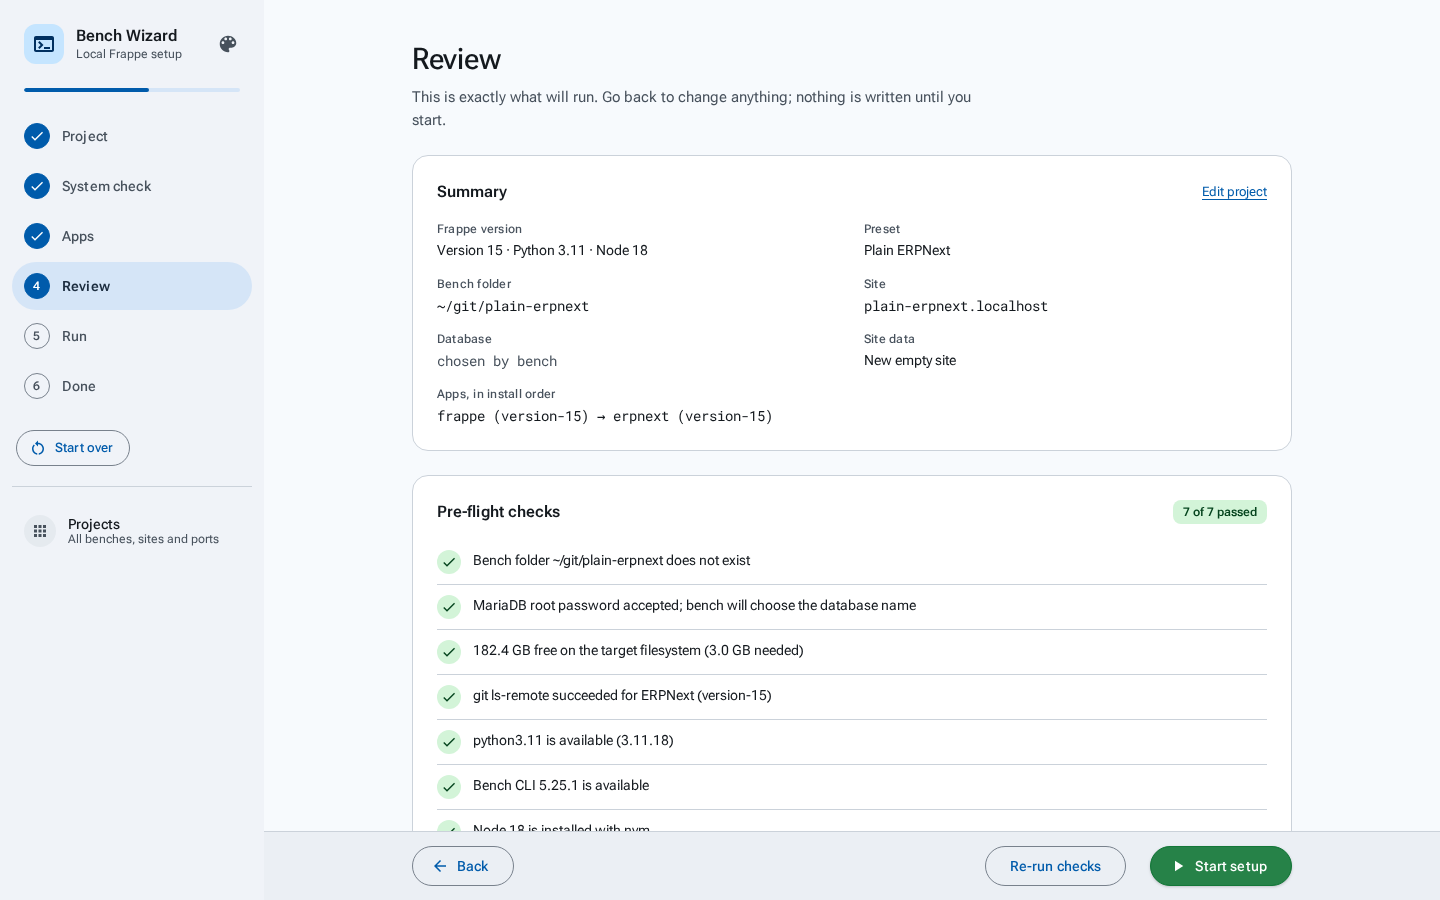 Bench Wizard
Local Frappe setup
Project
System check
Apps
4 Review
5 Run
6 Done
Start over
Projects
All benches, sites and ports
Review
This is exactly what will run. Go back to change anything; nothing is written until you
start.
Summary
Edit project
Frappe version
Version 15 · Python 3.11 · Node 18
Preset
Plain ERPNext
Bench folder
~/git/plain-erpnext
Site
plain-erpnext.localhost
Database
chosen by bench
Site data
New empty site
Apps, in install order
frappe (version-15) → erpnext (version-15)
Pre-flight checks
7 of 7 passed
Bench folder ~/git/plain-erpnext does not exist
MariaDB root password accepted; bench will choose the database name
182.4 GB free on the target filesystem (3.0 GB needed)
git ls-remote succeeded for ERPNext (version-15)
python3.11 is available (3.11.18)
Bench CLI 5.25.1 is available
Node 18 is installed with nvm
Back
Re-run checks
Start setup